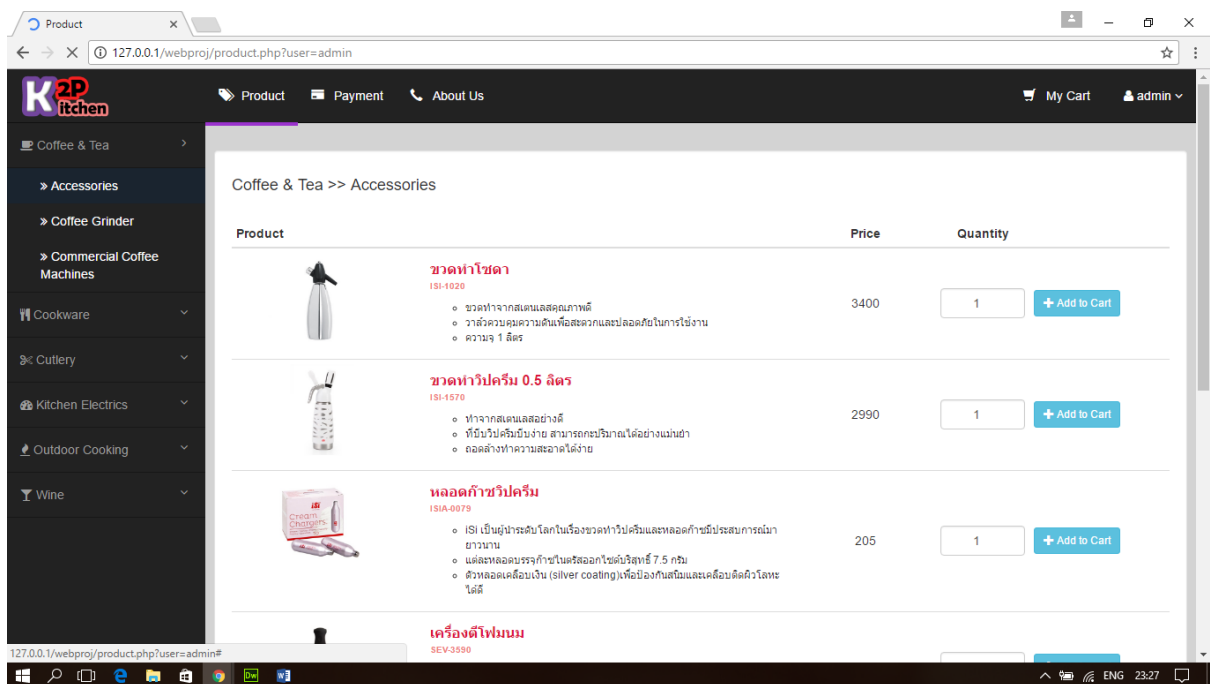 Product
127.0.0.1/webproj/product.php?user=admin
K2P
itchen
Product
Payment
About Us
My Cart
admin
Coffee & Tea
» Accessories
» Coffee Grinder
» Commercial Coffee
Machines
Cookware
Cutlery
Kitchen Electrics
Outdoor Cooking
Wine
Coffee & Tea >> Accessories
Product Price Quantity
ขวดทำโซดา
ISI-1020
ขวดทำจากสเตนเลสคุณภาพดี
วาล์วควบคุมความดันเพื่อสะดวกและปลอดภัยในการใช้งาน
ความจุ 1 ลิตร
3400 1 Add to Cart
ขวดทำวิปครีม 0.5 ลิตร
ISI-1570
ทำจากสเตนเลสอย่างดี
ที่บีบวิปครีมบีบง่าย สามารถกะปริมาณได้อย่างแม่นยำ
ถอดล้างทำความสะอาดได้ง่าย
2990 1 Add to Cart
หลอดก๊าซวิปครีม
ISIA-0079
iSi เป็นผู้นำระดับโลกในเรื่องขวดทำวิปครีมและหลอดก๊าซมีประสบการณ์มา
ยาวนาน
แต่ละหลอดบรรจุก๊าซไนตรัสออกไซด์บริสุทธิ์ 7.5 กรัม
ตัวหลอดเคลือบเงิน (silver coating)เพื่อป้องกันสนิมและเคลือบติดผิวโลหะ
ได้ดี
iSi
Cream
Chargers
205 1 Add to Cart
เครื่องตีโฟมนม
SEV-3590
127.0.0.1/webproj/product.php?user=admin#
Dw
ENG 23:27